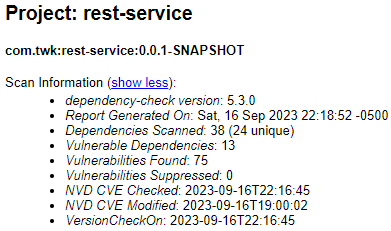 Project: rest-service
com.twk:rest-service:0.0.1-SNAPSHOT
Scan Information (show less):
• dependency-check version: 5.3.0
• Report Generated On: Sat, 16 Sep 2023 22:18:52 -0500
• Dependencies Scanned: 38 (24 unique)
• Vulnerable Dependencies: 13
• Vulnerabilities Found: 75
• Vulnerabilities Suppressed: 0
• NVD CVE Checked: 2023-09-16T22:16:45
• NVD CVE Modified: 2023-09-16T19:00:02
• VersionCheckOn: 2023-09-16T22:16:45